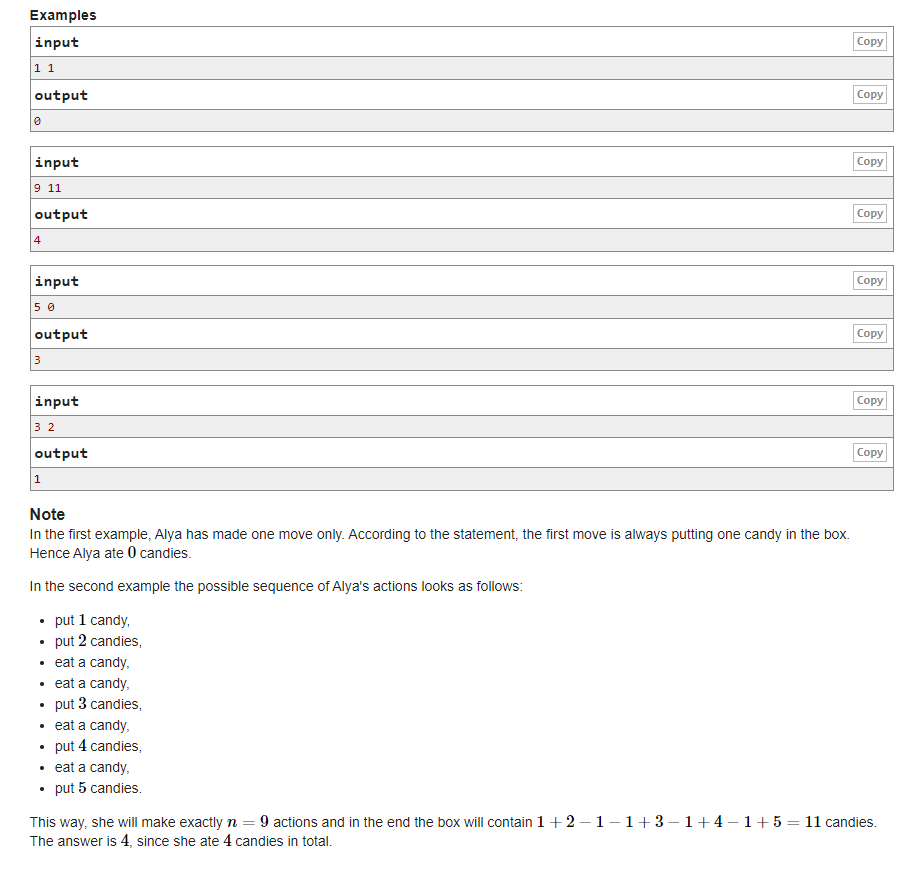 Examples
input Copy
1 1
output Copy
0
input Copy
9 11
output Copy
4
input Copy
5 0
output Copy
3
input Copy
3 2
output Copy
1
Note
In the first example, Alya has made one move only. According to the statement, the first move is always putting one candy in the box.
Hence Alya ate 0 candies.
In the second example the possible sequence of Alya's actions looks as follows:
• put 1 candy,
• put 2 candies,
• eat a candy,
• eat a candy,
• put 3 candies,
• eat a candy,
• put 4 candies,
• eat a candy,
• put 5 candies.
This way, she will make exactly n = 9 actions and in the end the box will contain 1 + 2 − 1 − 1 + 3 − 1 + 4 − 1 + 5 = 11 candies.
The answer is 4, since she ate 4 candies in total.